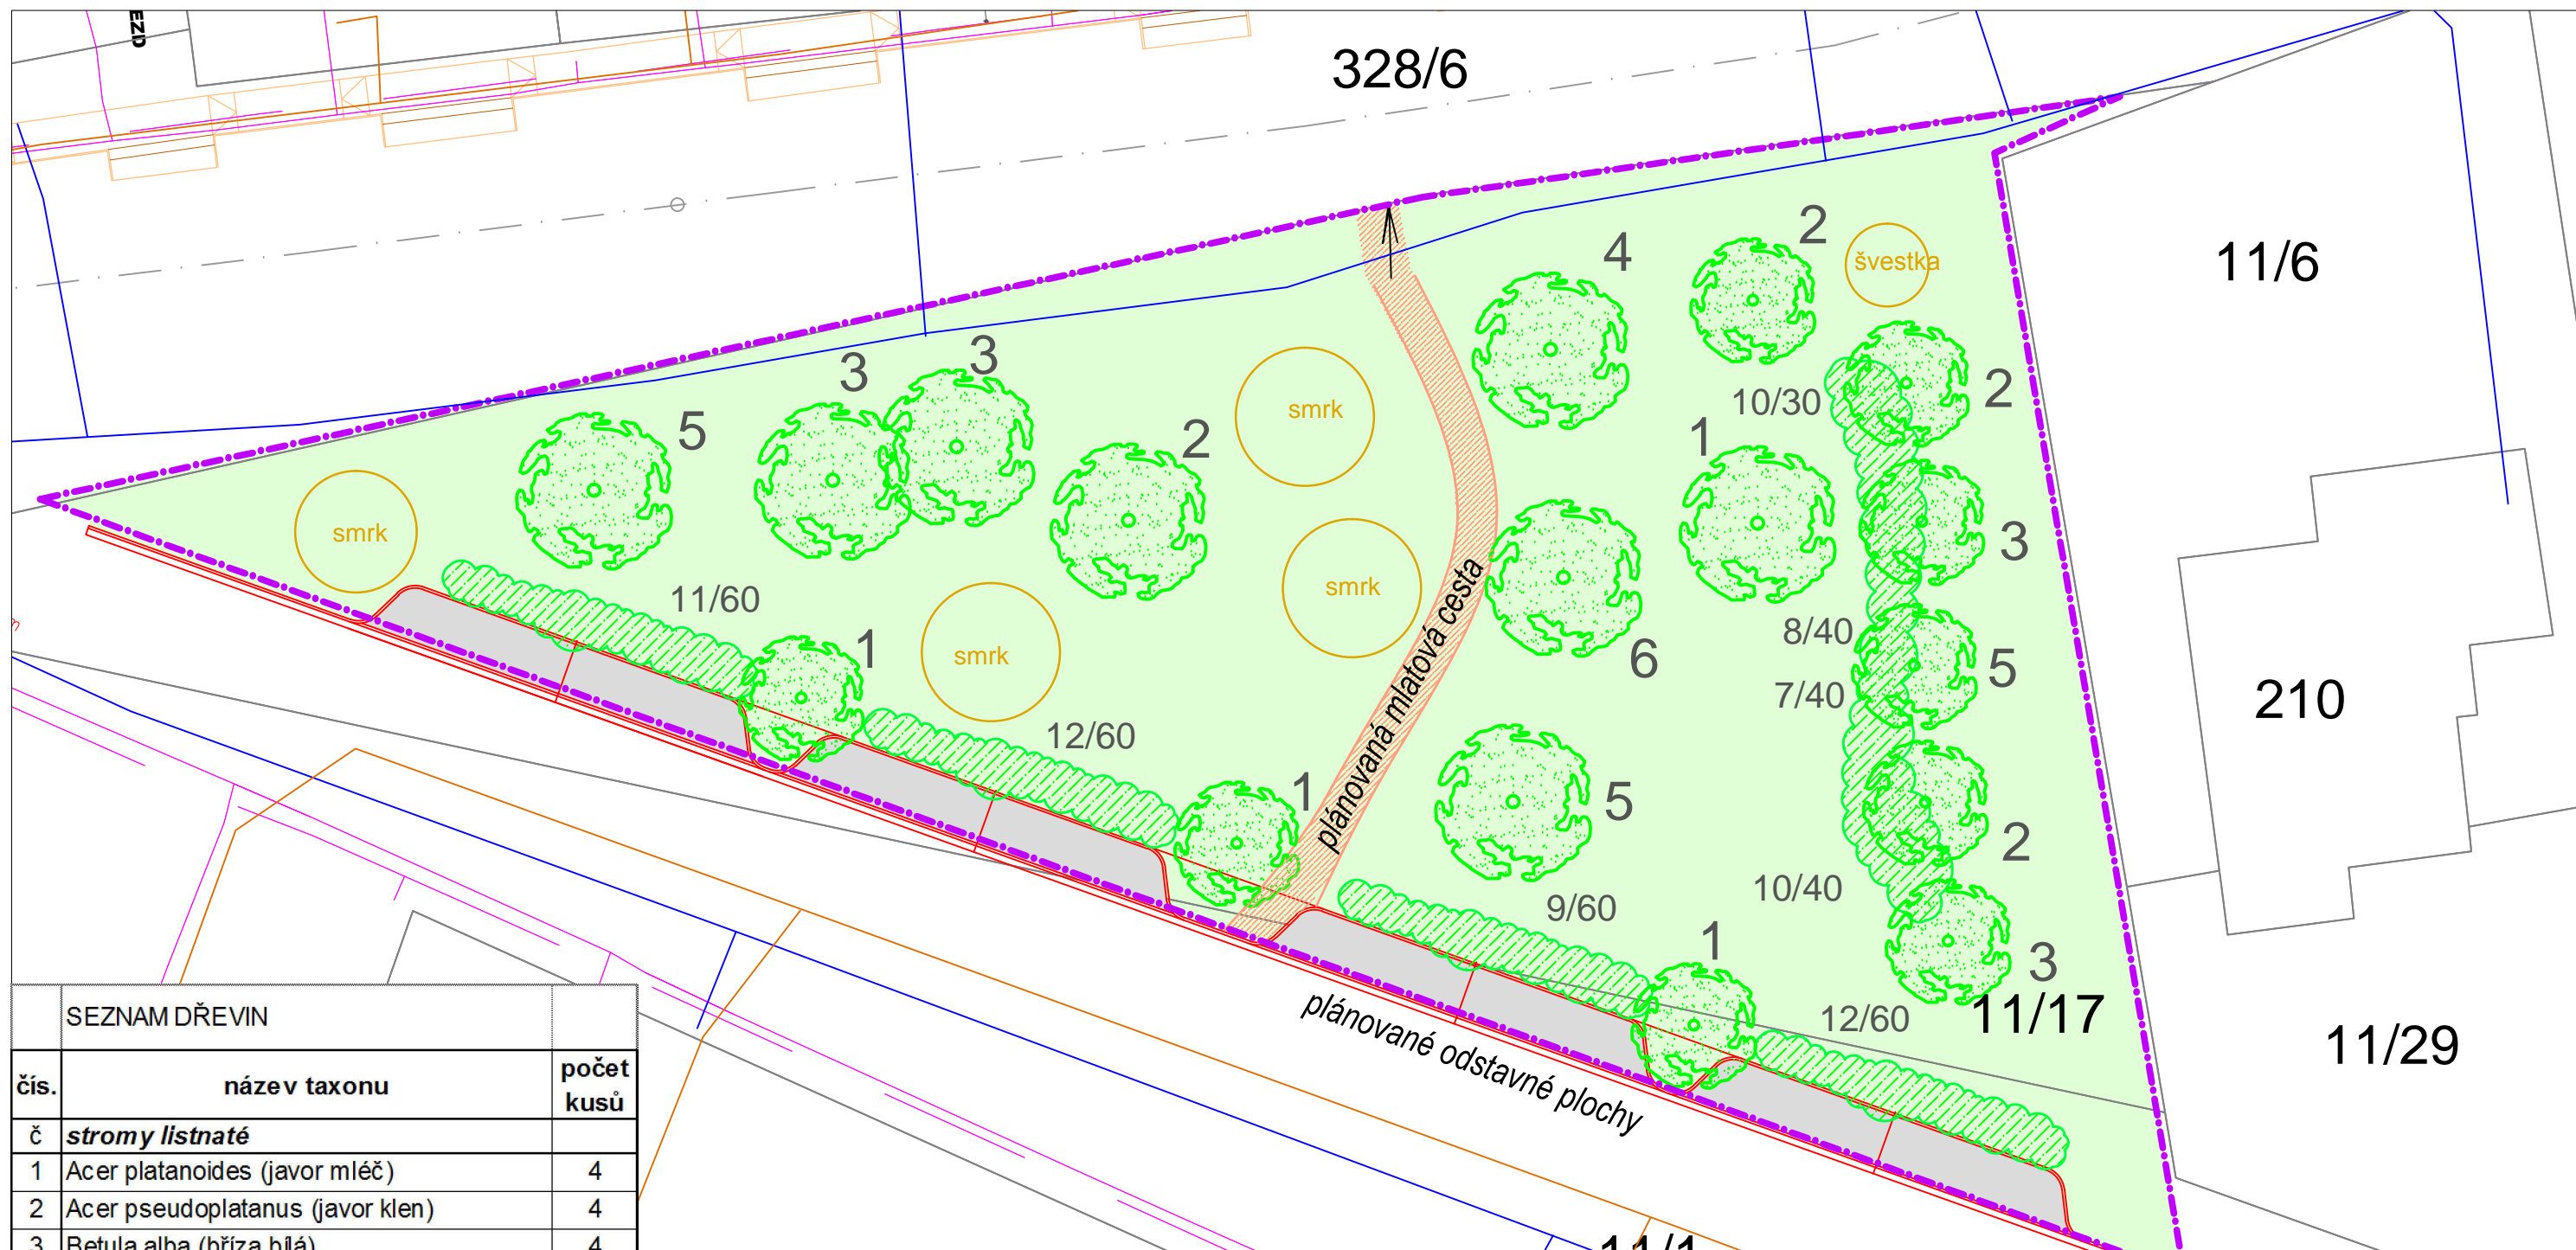 EZD
328/6
11/6
2
švestka
4
3
3
2
2
5
smrk
10/30
1
smrk
3
smrk
smrk
11/60
8/40
1
smrk
6
5
7/40
12/60
plánovaná mlatová cesta
1
5
2
10/40
9/60
1
3
11/17
12/60
210
11/29
plánované odstavné plochy
SEZNAM DŘEVIN
čís. název taxonu počet kusů
č stromy listnaté
1 Acer platanoides (javor mléč) 4
2 Acer pseudoplatanus (javor klen) 4
3 Betula alba (bříza bílá) 4
11/1